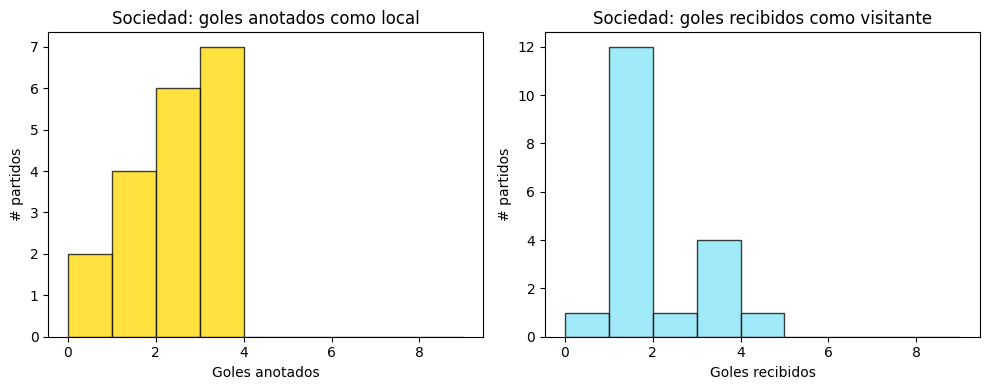 Sociedad: goles anotados como local
7
6
5
4
3
2
1
0
# partidos
0 2 4 6 8
Goles anotados
Sociedad: goles recibidos como visitante
12
10
8
6
4
2
0
# partidos
0 2 4 6 8
Goles recibidos